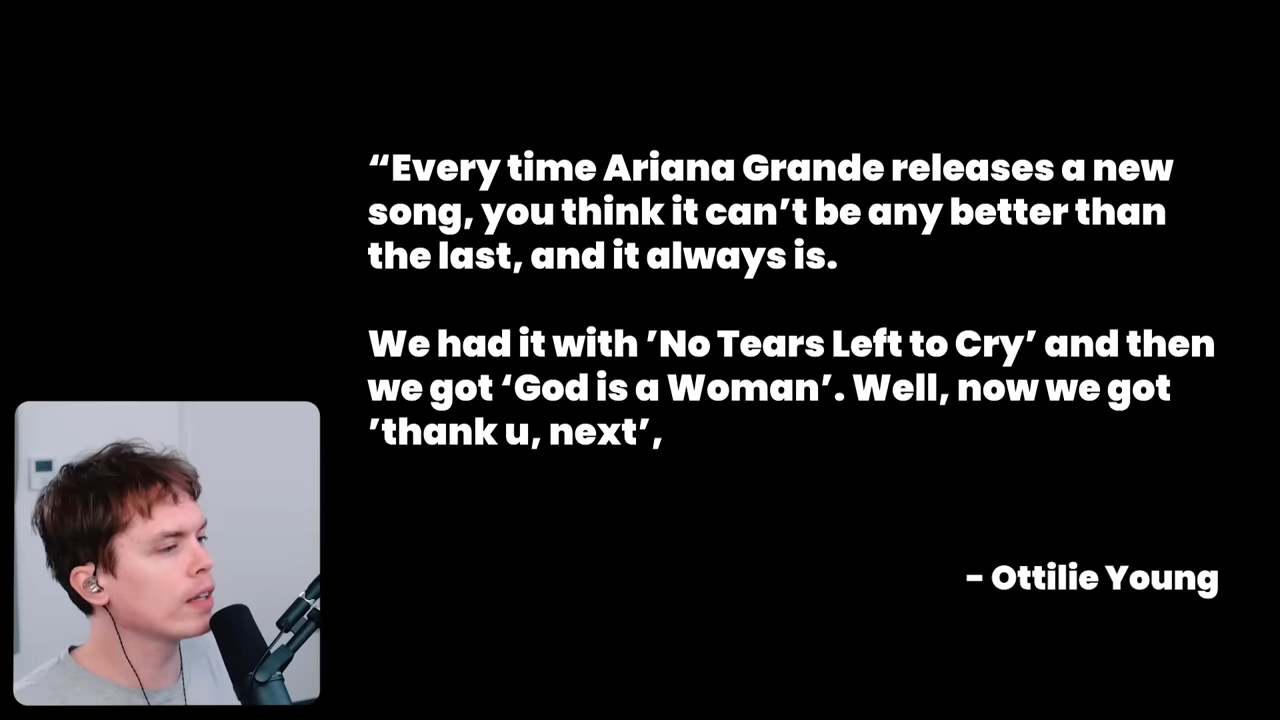 “Every time Ariana Grande releases a new
song, you think it can’t be any better than
the last, and it always is.
We had it with ’No Tears Left to Cry’ and then
we got ‘God is a Woman’. Well, now we got
’thank u, next’,
- Ottilie Young